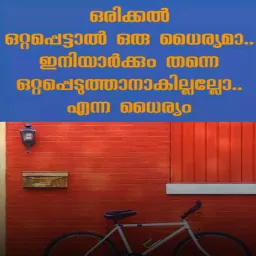 ഒരിക്കൽ
ഒറ്റപ്പെട്ടാൽ ഒരു ധൈര്യമാ..
ഇനിയാർക്കും തന്നെ
ഒറ്റപ്പെടുത്താനാകില്ലല്ലോ..
എന്ന ധൈര്യം